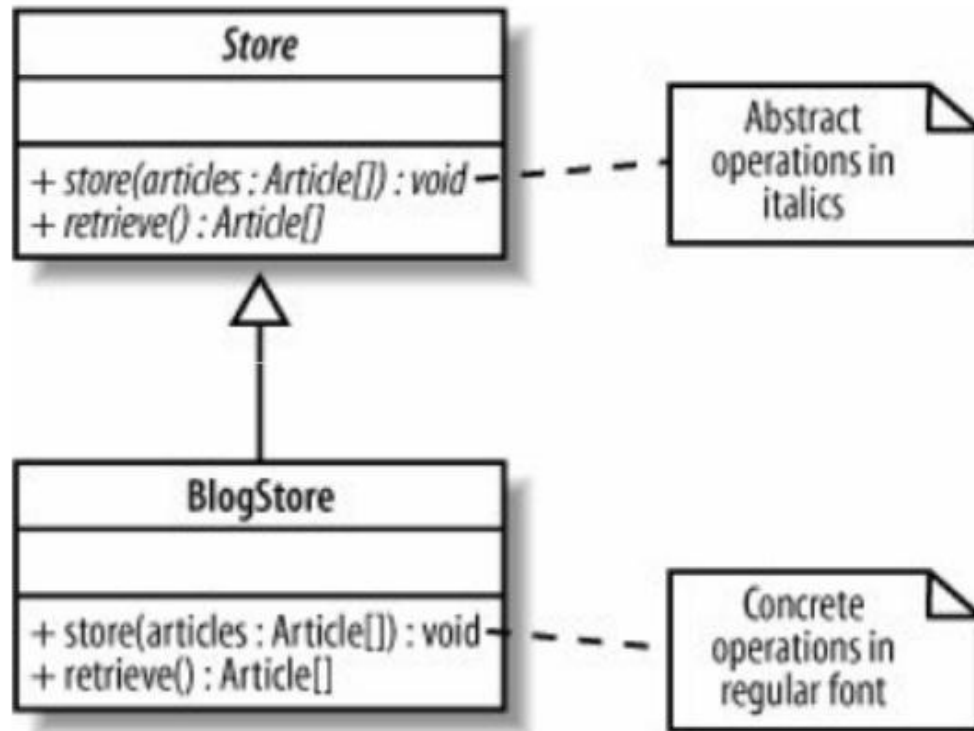 Store
+ store(articles : Article[]) : void
+ retrieve() : Article[]
Abstract
operations in
italics
BlogStore
+ store(articles : Article[]) : void
+ retrieve() : Article[]
Concrete
operations in
regular font